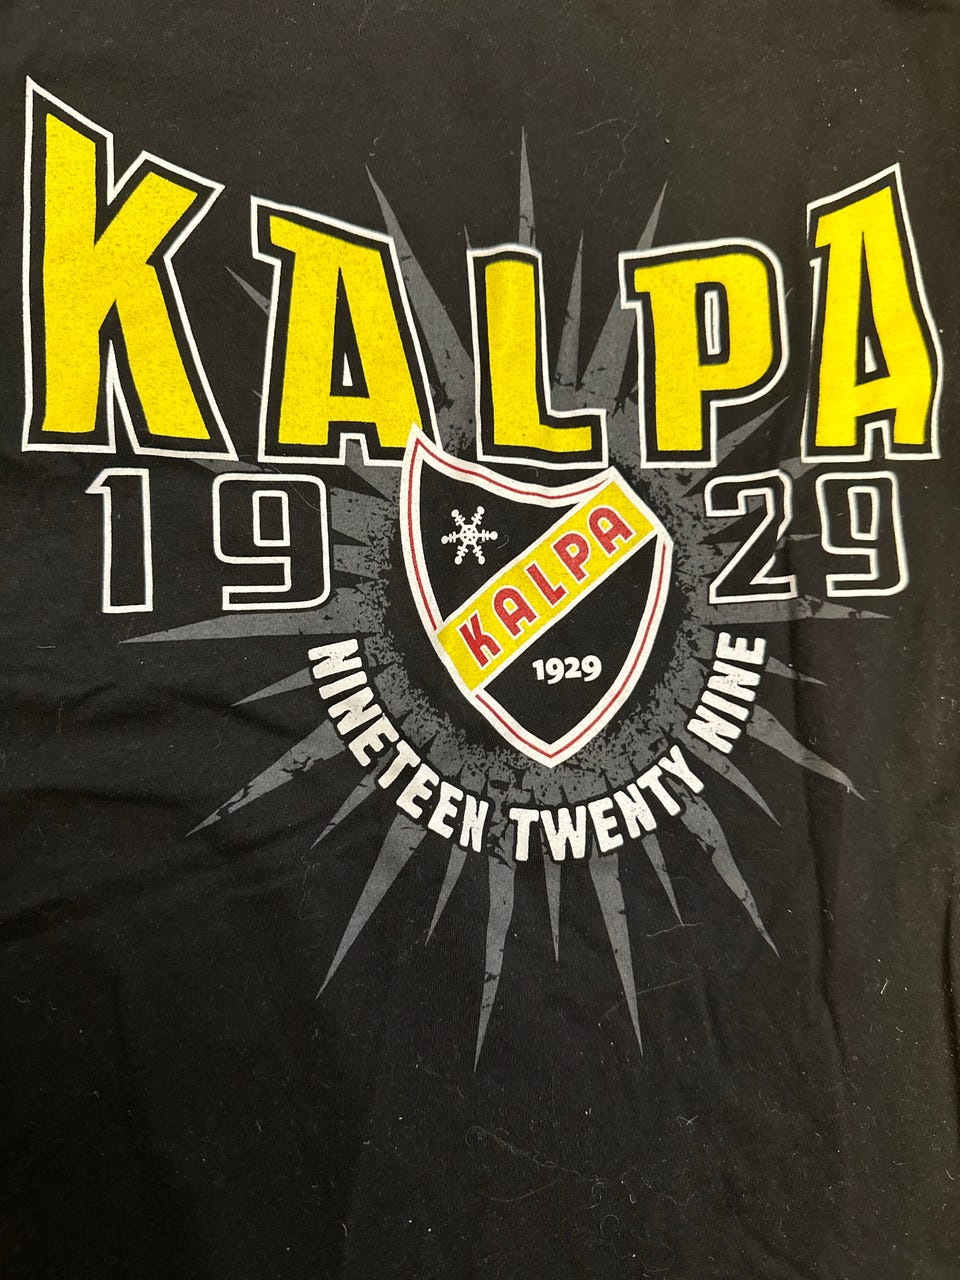 KALPA
19 29
KALPA
1929
NINETEEN TWENTY NINE